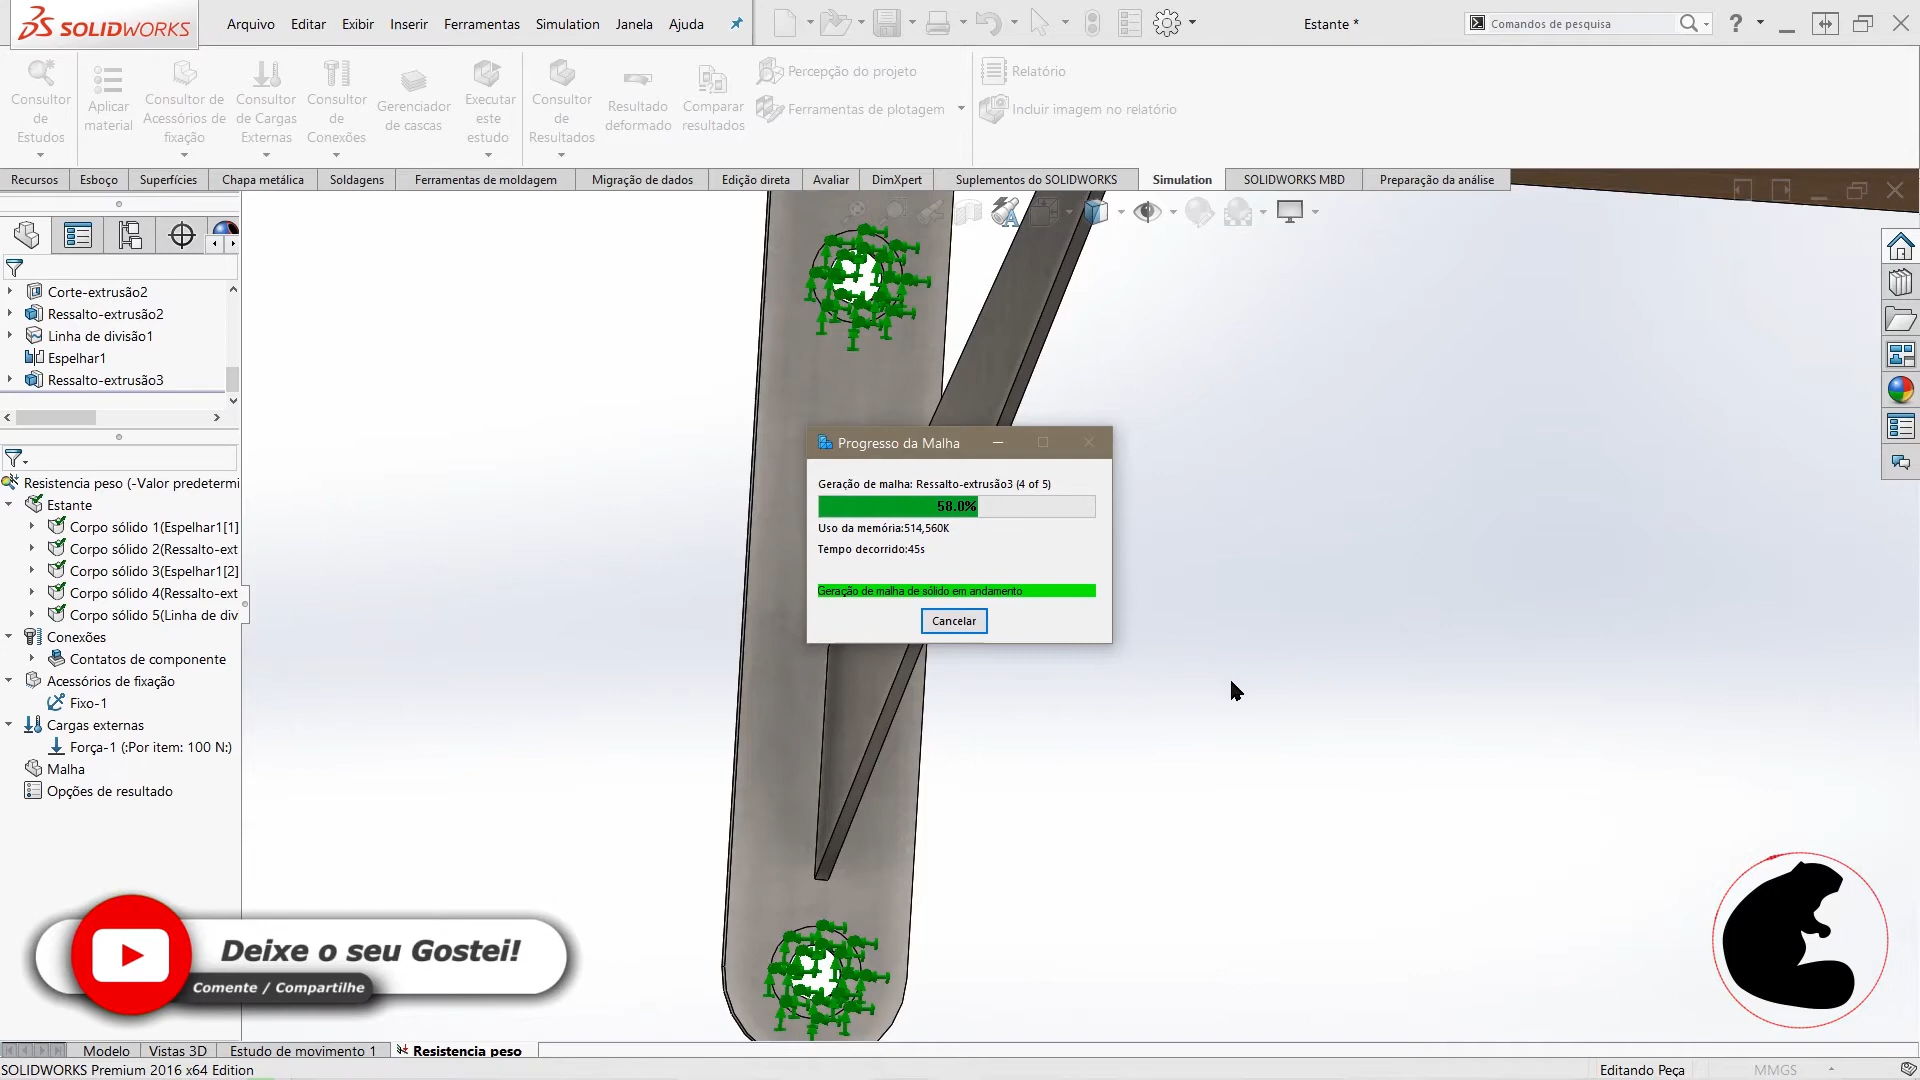 SOLIDWORKS
Arquivo Editar Exibir Inserir Ferramentas Simulation Janela Ajuda
Estante *
Comandos de pesquisa
Consultor de Estudos
Aplicar material
Consultor de Acessórios de fixação
Consultor de Cargas Externas
Consultor de Conexões
Gerenciador de cascas
Executar este estudo
Consultor de Resultados
Resultado deformado
Comparar resultados
Percepção do projeto
Ferramentas de plotagem
Relatório
Incluir imagem no relatório
Recursos Esboço Superfícies Chapa metálica Soldagens Ferramentas de moldagem Migração de dados Edição direta Avaliar DimXpert Suplementos do SOLIDWORKS Simulation SOLIDWORKS MBD Preparação da análise
Corte-extrusão2
Ressalto-extrusão2
Linha de divisão1
Espelhar1
Ressalto-extrusão3
Resistencia peso (-Valor predetermi
Estante
Corpo sólido 1(Espelhar1[1]
Corpo sólido 2(Ressalto-ext
Corpo sólido 3(Espelhar1[2]
Corpo sólido 4(Ressalto-ext
Corpo sólido 5(Linha de div
Conexões
Contatos de componente
Acessórios de fixação
Fixo-1
Cargas externas
Força-1 (:Por item: 100 N:)
Malha
Opções de resultado
Progresso da Malha
Geração de malha: Ressalto-extrusão3 (4 of 5)
58.0%
Uso da memória:514,560K
Tempo decorrido:45s
Geração de malha de sólido em andamento
Cancelar
Deixe o seu Gostei!
Comente / Compartilhe
Modelo Vistas 3D Estudo de movimento 1 Resistencia peso
SOLIDWORKS Premium 2016 x64 Edition
Editando Peça
MMGS